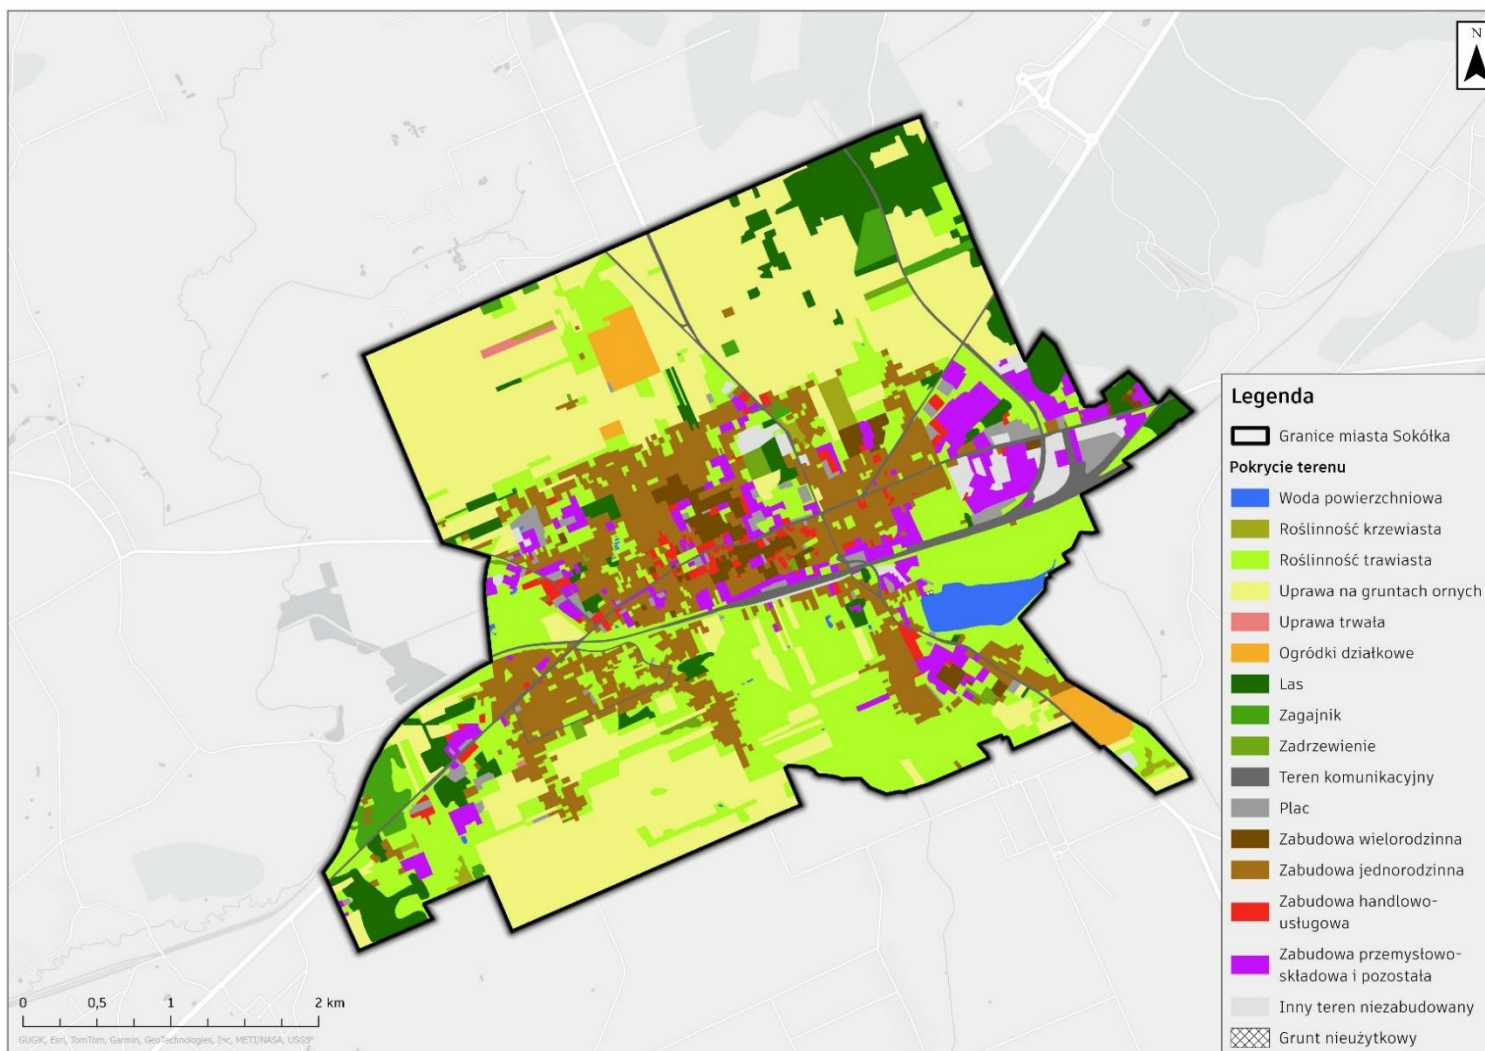 N
Legenda
Granice miasta Sokółka
Pokrycie terenu
Woda powierzchniowa
Roślinność krzewiasta
Roślinność trawiasta
Uprawa na gruntach ornych
Uprawa trwała
Ogródki działkowe
Las
Zagajnik
Zadrzewienie
Teren komunikacyjny
Plac
Zabudowa wielorodzinna
Zabudowa jednorodzinna
Zabudowa handlowo-
usługowa
Zabudowa przemysłowo-
składowa i pozostała
Inny teren niezabudowany
Grunt nieużytkowy
0 0,5 1 2 km
GUGiK, Esri, TomTom, Garmin, GeoTechnologies, Inc, METI/NASA, USGS"